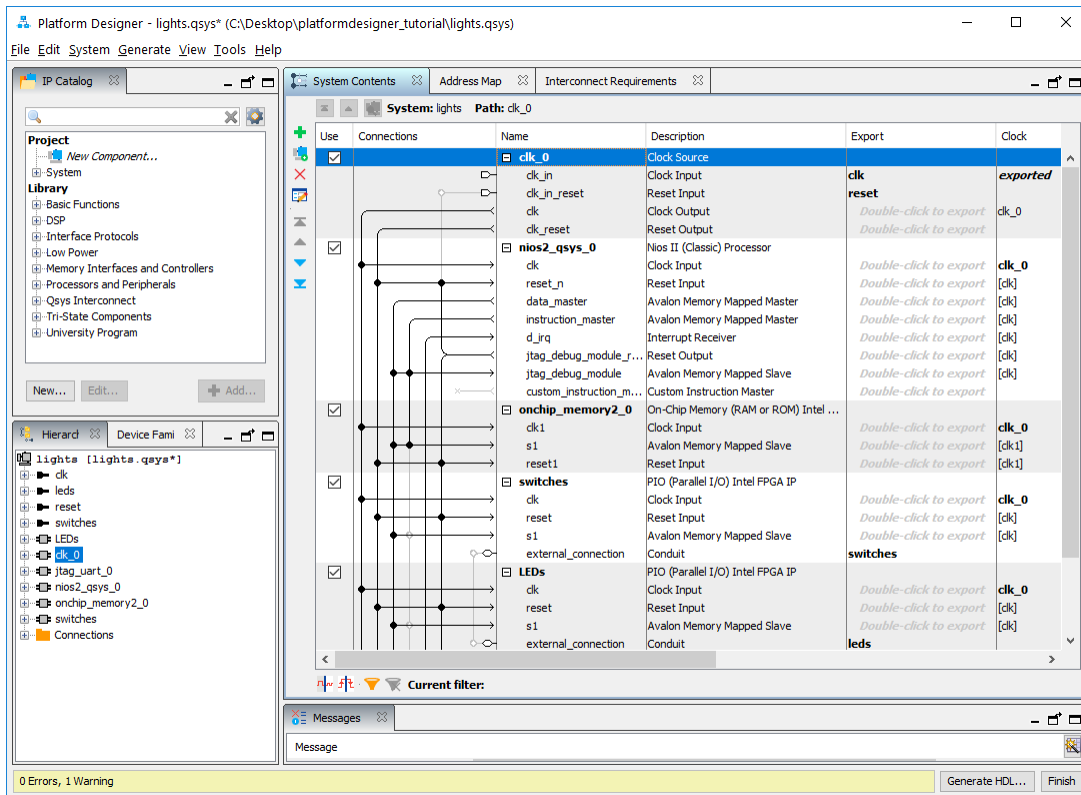 Platform Designer - lights.qsys* (C:\Desktop\platformdesigner_tutorial\lights.qsys)
File Edit System Generate View Tools Help
IP Catalog
Project
New Component...
System
Library
Basic Functions
DSP
Interface Protocols
Low Power
Memory Interfaces and Controllers
Processors and Peripherals
Qsys Interconnect
Tri-State Components
University Program
New... Edit... Add...
Hierarch Device Fami
lights [lights.qsys*]
clk
leds
reset
switches
LEDs
clk_0
jtag_uart_0
nios2_qsys_0
onchip_memory2_0
switches
Connections
System Contents Address Map Interconnect Requirements
System: lights Path: clk_0
Use Connections Name Description Export Clock
clk_0 Clock Source
clk_in Clock Input clk exported
clk_in_reset Reset Input reset
clk Clock Output Double-click to export clk_0
clk_reset Reset Output Double-click to export
nios2_qsys_0 Nios II (Classic) Processor
clk Clock Input Double-click to export clk_0
reset_n Reset Input Double-click to export [clk]
data_master Avalon Memory Mapped Master Double-click to export [clk]
instruction_master Avalon Memory Mapped Master Double-click to export [clk]
d_irq Interrupt Receiver Double-click to export [clk]
jtag_debug_module_r... Reset Output Double-click to export [clk]
jtag_debug_module Avalon Memory Mapped Slave Double-click to export [clk]
custom_instruction_m... Custom Instruction Master Double-click to export
onchip_memory2_0 On-Chip Memory (RAM or ROM) Intel ...
clk1 Clock Input Double-click to export clk_0
s1 Avalon Memory Mapped Slave Double-click to export [clk1]
reset1 Reset Input Double-click to export [clk1]
switches PIO (Parallel I/O) Intel FPGA IP
clk Clock Input Double-click to export clk_0
reset Reset Input Double-click to export [clk]
s1 Avalon Memory Mapped Slave Double-click to export [clk]
external_connection Conduit switches
LEDs PIO (Parallel I/O) Intel FPGA IP
clk Clock Input Double-click to export clk_0
reset Reset Input Double-click to export [clk]
s1 Avalon Memory Mapped Slave Double-click to export [clk]
external_connection Conduit leds
Current filter:
Messages
Message
0 Errors, 1 Warning
Generate HDL... Finish